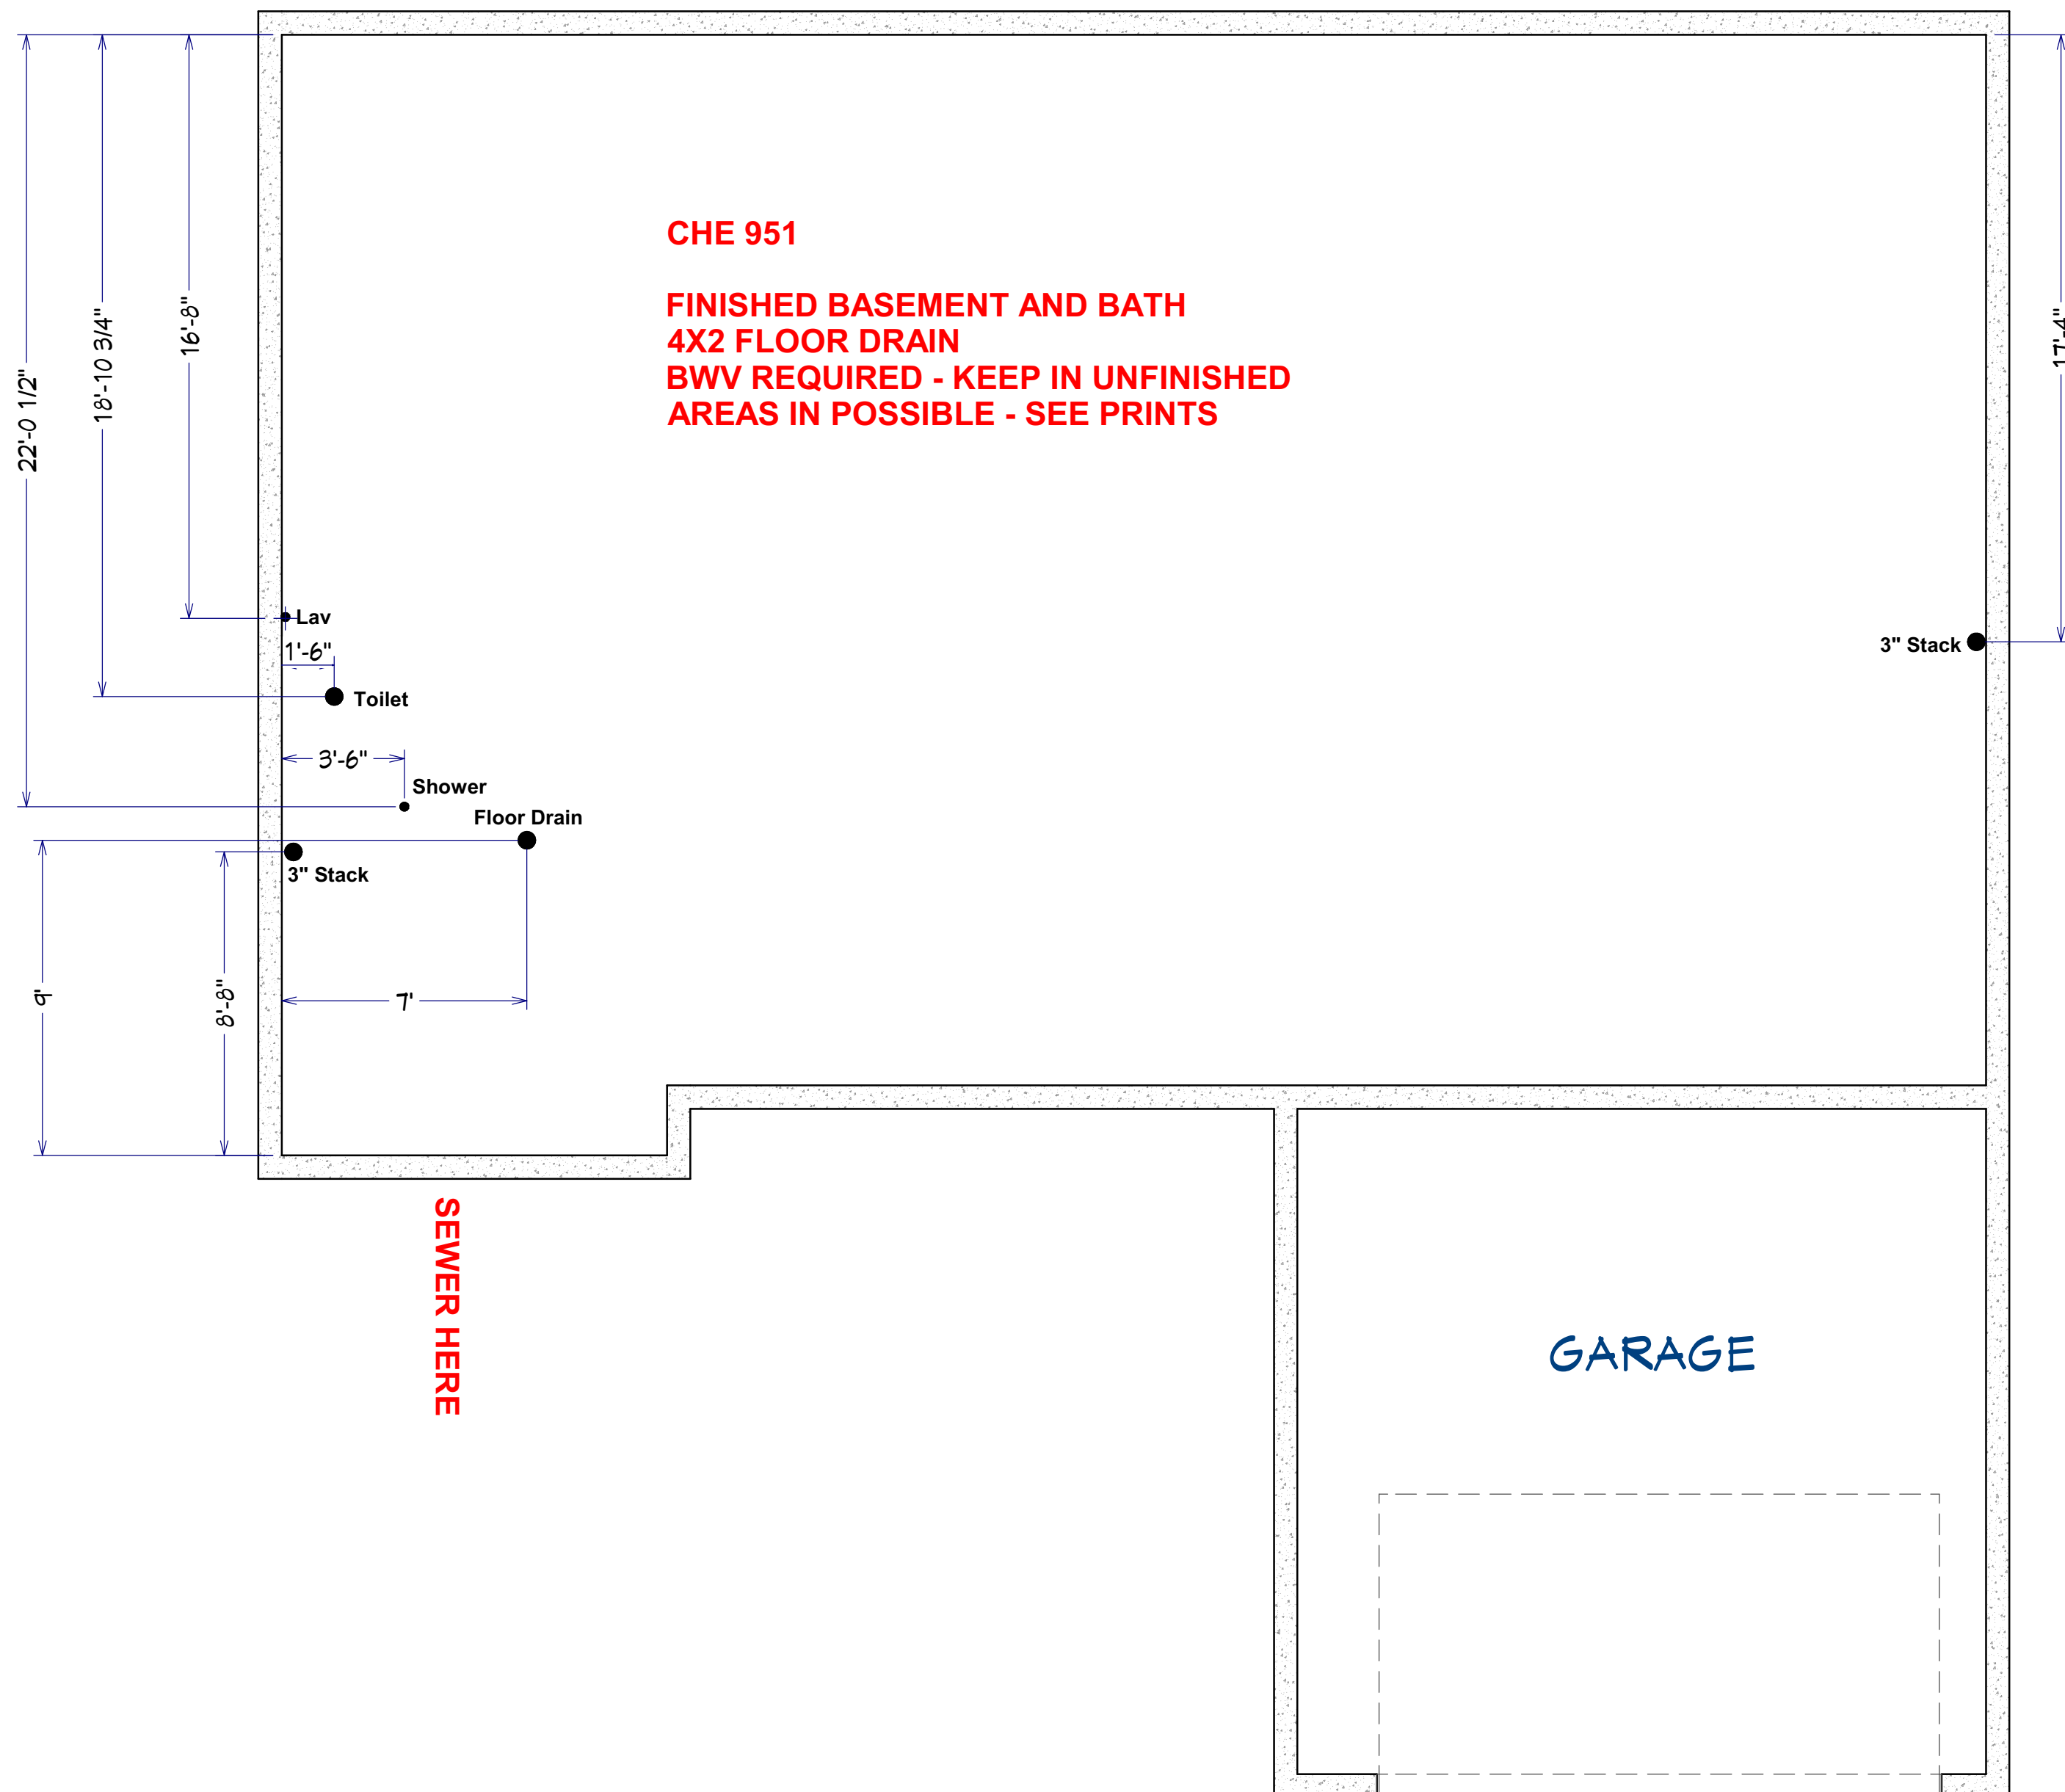 CHE 951
FINISHED BASEMENT AND BATH
4X2 FLOOR DRAIN
BWV REQUIRED - KEEP IN UNFINISHED
AREAS IN POSSIBLE - SEE PRINTS
22'-0 1/2"
18'-10 3/4"
16'-8"
17'-4"
Lav
1'-6"
3" Stack
Toilet
3'-6"
Shower
Floor Drain
3" Stack
9'
8'-8"
7'
SEWER HERE
GARAGE